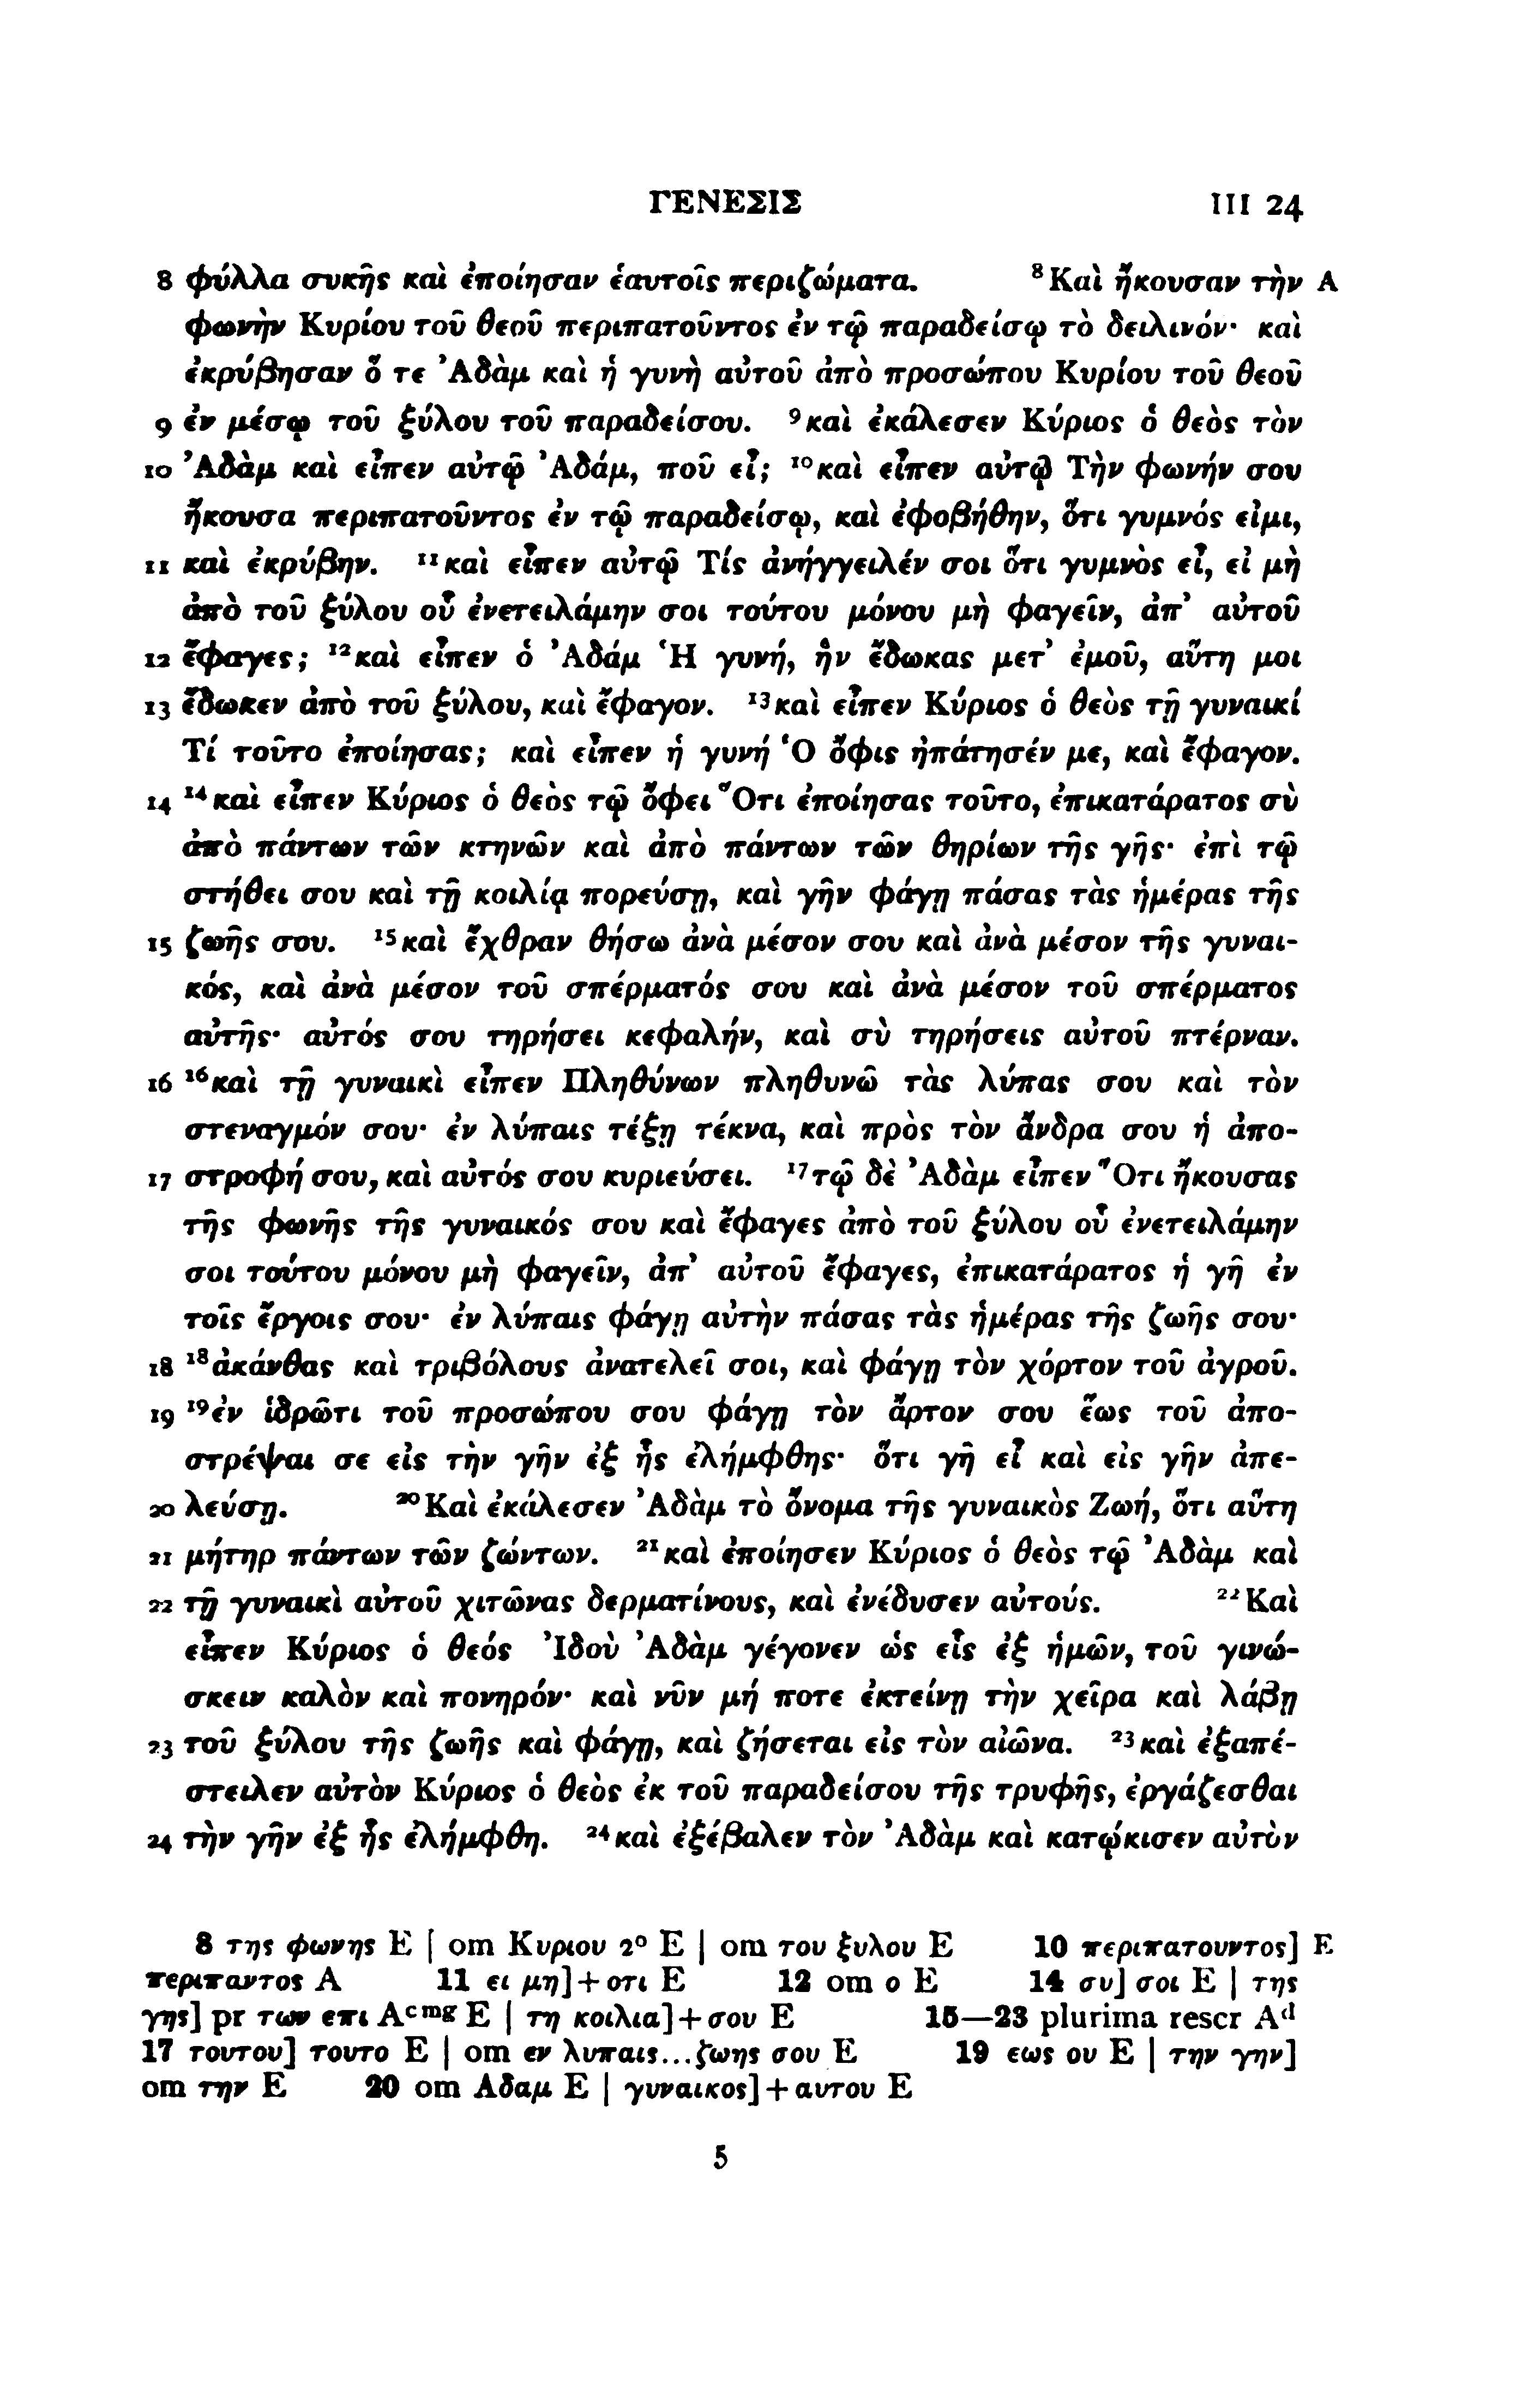 ΓΕΝΕΣΙΣ III 24
8 φύλλα συκῆς καὶ ἐποίησαν ἑαυτοῖς περιζώματα. ⁸Καὶ ἤκουσαν τὴν A
φωνὴν Κυρίου τοῦ θεοῦ περιπατοῦντος ἐν τῷ παραδείσῳ τὸ δειλινόν· καὶ
ἐκρύβησαν ὅ τε Ἀδὰμ καὶ ἡ γυνὴ αὐτοῦ ἀπὸ προσώπου Κυρίου τοῦ θεοῦ
9 ἐν μέσῳ τοῦ ξύλου τοῦ παραδείσου. ⁹καὶ ἐκάλεσεν Κύριος ὁ θεὸς τὸν
10 Ἀδὰμ καὶ εἶπεν αὐτῷ Ἀδάμ, ποῦ εἶ; ¹⁰καὶ εἶπεν αὐτῷ Τὴν φωνήν σου
ἤκουσα περιπατοῦντος ἐν τῷ παραδείσῳ, καὶ ἐφοβήθην, ὅτι γυμνός εἰμι,
11 καὶ ἐκρύβην. ¹¹καὶ εἶπεν αὐτῷ Τίς ἀνήγγειλέν σοι ὅτι γυμνὸς εἶ, εἰ μὴ
ἀπὸ τοῦ ξύλου οὗ ἐνετειλάμην σοι τούτου μόνου μὴ φαγεῖν, ἀπ’ αὐτοῦ
12 ἔφαγες; ¹²καὶ εἶπεν ὁ Ἀδάμ Ἡ γυνή, ἣν ἔδωκας μετ’ ἐμοῦ, αὕτη μοι
13 ἔδωκεν ἀπὸ τοῦ ξύλου, καὶ ἔφαγον. ¹³καὶ εἶπεν Κύριος ὁ θεὸς τῇ γυναικί
Τί τοῦτο ἐποίησας; καὶ εἶπεν ἡ γυνή Ὁ ὄφις ἠπάτησέν με, καὶ ἔφαγον.
14 ¹⁴καὶ εἶπεν Κύριος ὁ θεὸς τῷ ὄφει Ὅτι ἐποίησας τοῦτο, ἐπικατάρατος σὺ
ἀπὸ πάντων τῶν κτηνῶν καὶ ἀπὸ πάντων τῶν θηρίων τῆς γῆς· ἐπὶ τῷ
στήθει σου καὶ τῇ κοιλίᾳ πορεύσῃ, καὶ γῆν φάγῃ πάσας τὰς ἡμέρας τῆς
15 ζωῆς σου. ¹⁵καὶ ἔχθραν θήσω ἀνὰ μέσον σου καὶ ἀνὰ μέσον τῆς γυναι-
κός, καὶ ἀνὰ μέσον τοῦ σπέρματός σου καὶ ἀνὰ μέσον τοῦ σπέρματος
αὐτῆς· αὐτός σου τηρήσει κεφαλήν, καὶ σὺ τηρήσεις αὐτοῦ πτέρναν.
16 ¹⁶καὶ τῇ γυναικὶ εἶπεν Πληθύνων πληθυνῶ τὰς λύπας σου καὶ τὸν
στεναγμόν σου· ἐν λύπαις τέξῃ τέκνα, καὶ πρὸς τὸν ἄνδρα σου ἡ ἀπο-
17 στροφή σου, καὶ αὐτός σου κυριεύσει. ¹⁷τῷ δὲ Ἀδὰμ εἶπεν Ὅτι ἤκουσας
τῆς φωνῆς τῆς γυναικός σου καὶ ἔφαγες ἀπὸ τοῦ ξύλου οὗ ἐνετειλάμην
σοι τούτου μόνου μὴ φαγεῖν, ἀπ’ αὐτοῦ ἔφαγες, ἐπικατάρατος ἡ γῆ ἐν
τοῖς ἔργοις σου· ἐν λύπαις φάγῃ αὐτὴν πάσας τὰς ἡμέρας τῆς ζωῆς σου·
18 ¹⁸ἀκάνθας καὶ τριβόλους ἀνατελεῖ σοι, καὶ φάγῃ τὸν χόρτον τοῦ ἀγροῦ.
19 ¹⁹ἐν ἱδρῶτι τοῦ προσώπου σου φάγῃ τὸν ἄρτον σου ἕως τοῦ ἀπο-
στρέψαι σε εἰς τὴν γῆν ἐξ ἧς ἐλήμφθης· ὅτι γῆ εἶ καὶ εἰς γῆν ἀπε-
20 λεύσῃ. ²⁰Καὶ ἐκάλεσεν Ἀδὰμ τὸ ὄνομα τῆς γυναικὸς Ζωή, ὅτι αὕτη
21 μήτηρ πάντων τῶν ζώντων. ²¹καὶ ἐποίησεν Κύριος ὁ θεὸς τῷ Ἀδὰμ καὶ
22 τῇ γυναικὶ αὐτοῦ χιτῶνας δερματίνους, καὶ ἐνέδυσεν αὐτούς. ²²Καὶ
εἶπεν Κύριος ὁ θεός Ἰδοὺ Ἀδὰμ γέγονεν ὡς εἷς ἐξ ἡμῶν, τοῦ γινώ-
σκειν καλὸν καὶ πονηρόν· καὶ νῦν μή ποτε ἐκτείνῃ τὴν χεῖρα καὶ λάβῃ
23 τοῦ ξύλου τῆς ζωῆς καὶ φάγῃ, καὶ ζήσεται εἰς τὸν αἰῶνα. ²³καὶ ἐξαπέ-
στειλεν αὐτὸν Κύριος ὁ θεὸς ἐκ τοῦ παραδείσου τῆς τρυφῆς, ἐργάζεσθαι
24 τὴν γῆν ἐξ ἧς ἐλήμφθη. ²⁴καὶ ἐξέβαλεν τὸν Ἀδὰμ καὶ κατῴκισεν αὐτὸν
8 της φωνης E | om Κυριου 2° E | om του ξυλου E 10 περιπατουντος] E
περιπαντος A 11 ει μη]+οτι E 12 om ο E 14 συ] σοι E | της
γης] pr των επι Aᶜᵐᵍ E | τη κοιλια]+σου E 15—23 plurima rescr Aᵈ
17 τουτου] τουτο E | om εν λυπαις...ζωης σου E 19 εως ου E | την γην]
om την E 20 om Αδαμ E | γυναικος]+αυτου E
5